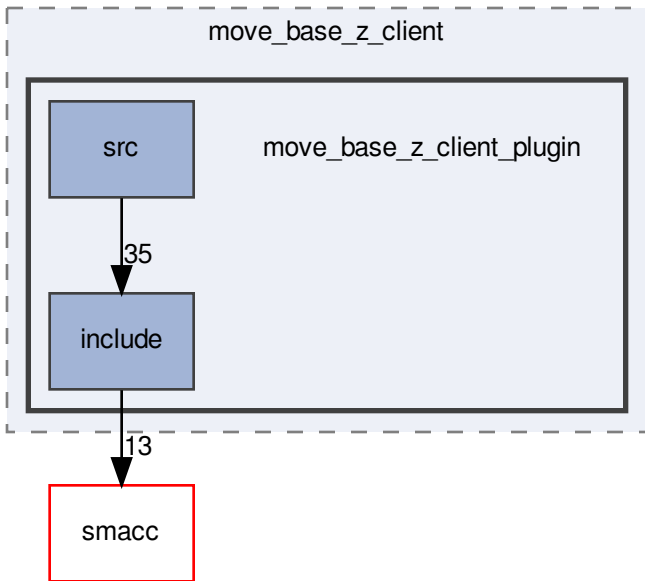 move_base_z_client
src
move_base_z_client_plugin
35
include
13
smacc